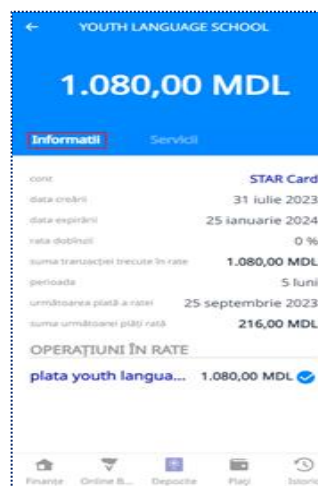 YOUTH LANGUAGE SCHOOL
1.080,00 MDL
Informatii Servicii
cont STAR Card
data creării 31 iulie 2023
data expirării 25 ianuarie 2024
rata dobînzii 0 %
suma tranzacției trecute în rate 1.080,00 MDL
perioada 5 luni
următoarea plată a ratei 25 septembrie 2023
suma următoarei plăți rată 216,00 MDL
OPERAȚIUNI ÎN RATE
plata youth langua... 1.080,00 MDL
Finanțe Online B... Depozite Plăți Istoric